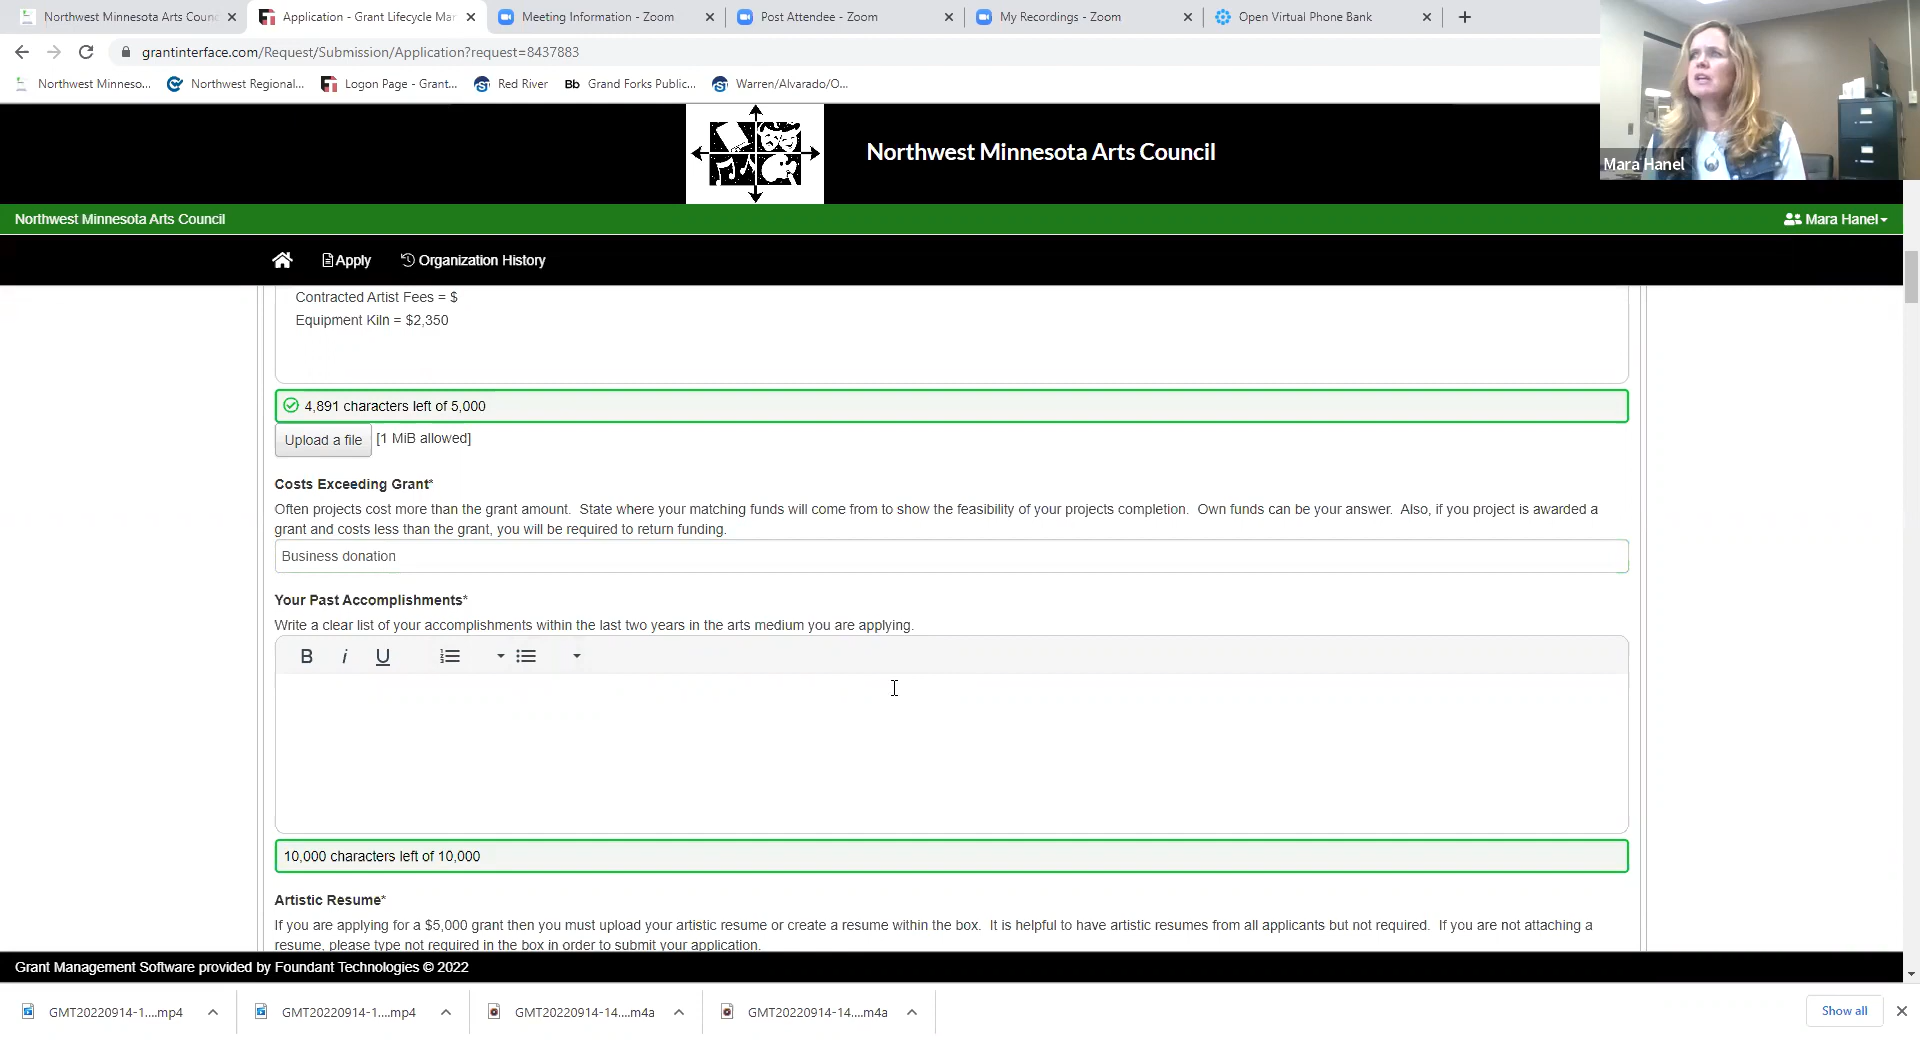 Northwest Minnesota Arts Counc
Application - Grant Lifecycle Mar
Meeting Information - Zoom
Post Attendee - Zoom
My Recordings - Zoom
Open Virtual Phone Bank
grantinterface.com/Request/Submission/Application?request=8437883
Northwest Minneso...
Northwest Regional...
Logon Page - Grant...
Red River
Bb Grand Forks Public...
Warren/Alvarado/O...
Mara Hanel
Northwest Minnesota Arts Council
Northwest Minnesota Arts Council
Mara Hanel
Apply
Organization History
Contracted Artist Fees = $
Equipment Kiln = $2,350
4,891 characters left of 5,000
Upload a file [1 MiB allowed]
Costs Exceeding Grant*
Often projects cost more than the grant amount. State where your matching funds will come from to show the feasibility of your projects completion. Own funds can be your answer. Also, if you project is awarded a
grant and costs less than the grant, you will be required to return funding.
Business donation
Your Past Accomplishments*
Write a clear list of your accomplishments within the last two years in the arts medium you are applying.
B i U
10,000 characters left of 10,000
Artistic Resume*
If you are applying for a $5,000 grant then you must upload your artistic resume or create a resume within the box. It is helpful to have artistic resumes from all applicants but not required. If you are not attaching a
resume, please type not required in the box in order to submit your application.
Grant Management Software provided by Foundant Technologies © 2022
GMT20220914-1....mp4
GMT20220914-1....mp4
GMT20220914-14....m4a
GMT20220914-14....m4a
Show all